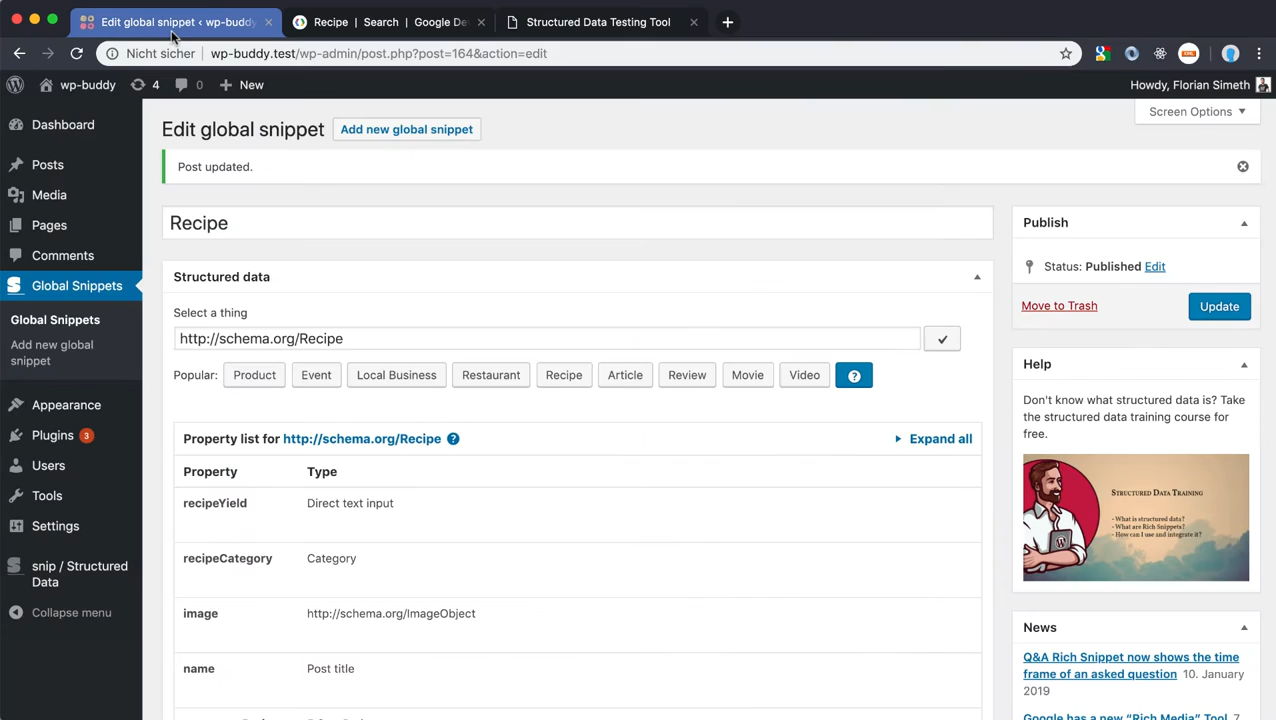 Edit global snippet ‹ wp-buddy
Recipe | Search | Google De
Structured Data Testing Tool
Nicht sicher
wp-buddy.test/wp-admin/post.php?post=164&action=edit
wp-buddy
4
0
New
Howdy, Florian Simeth
Screen Options
Dashboard
Posts
Media
Pages
Comments
Global Snippets
Global Snippets
Add new global
snippet
Appearance
Plugins 3
Users
Tools
Settings
snip / Structured
Data
Collapse menu
Edit global snippet
Add new global snippet
Post updated.
Recipe
Structured data
Select a thing
http://schema.org/Recipe
Popular: Product Event Local Business Restaurant Recipe Article Review Movie Video ?
Property list for http://schema.org/Recipe ?
Expand all
Property Type
recipeYield Direct text input
recipeCategory Category
image http://schema.org/ImageObject
name Post title
Publish
Status: Published Edit
Move to Trash
Update
Help
Don't know what structured data is? Take
the structured data training course for
free.
Structured Data Training
- What is structured data?
- What are Rich Snippets?
- How can I use and integrate it?
News
Q&A Rich Snippet now shows the time
frame of an asked question 10. January
2019
Google has a new "Rich Media" Tool 7.